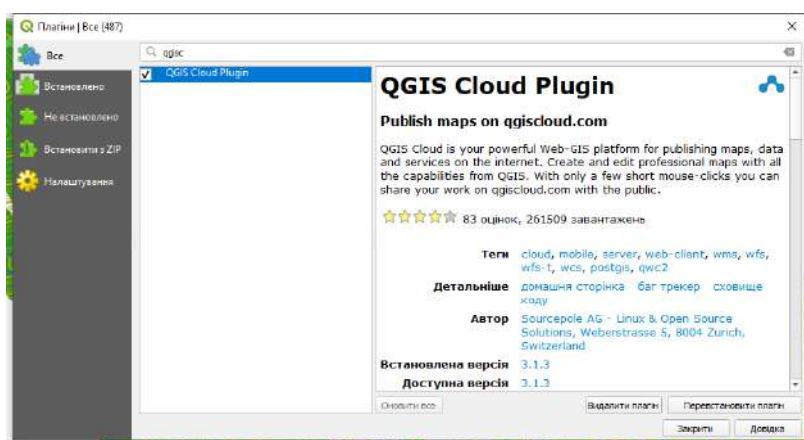 Плагіни | Все (487)
Все
Встановлено
Не встановлено
Встановити з ZIP
Налаштування
qgisc
QGIS Cloud Plugin
QGIS Cloud Plugin
Publish maps on qgiscloud.com
QGIS Cloud is your powerful Web-GIS platform for publishing maps, data
and services on the internet. Create and edit professional maps with all
the capabilities from QGIS. With only a few short mouse-clicks you can
share your work on qgiscloud.com with the public.
83 оцінок, 261509 завантажень
Теги cloud, mobile, server, web-client, wms, wfs,
wfs-t, wcs, postgis, qwc2
Детальніше домашня сторінка баг трекер сховище
коду
Автор Sourcepole AG - Linux & Open Source
Solutions, Weberstrasse 5, 8004 Zurich,
Switzerland
Встановлена версія 3.1.3
Доступна версія 3.1.3
Оновити все
Видалити плагін
Перевстановити плагін
Закрити
Довідка